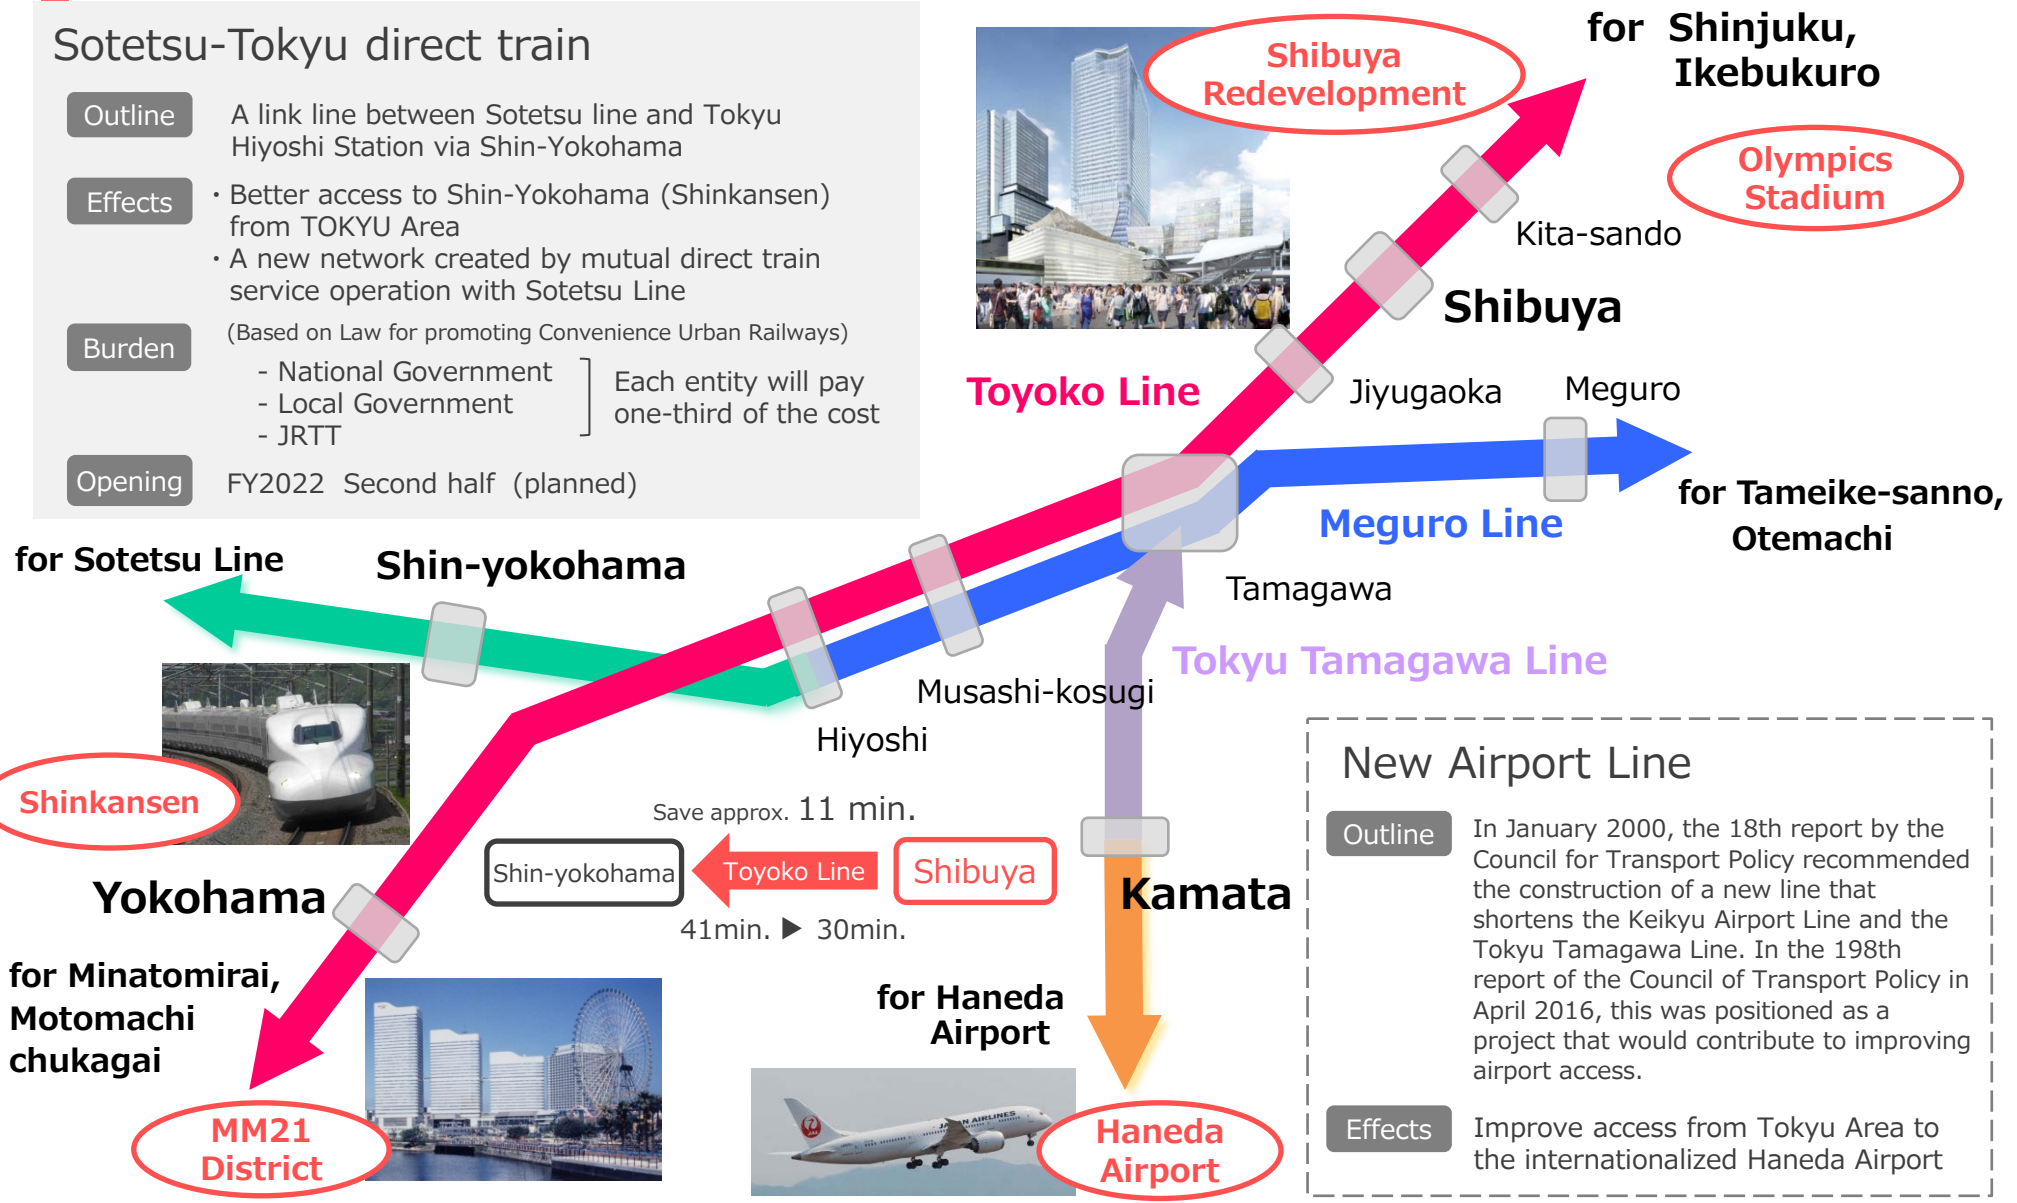 Sotetsu-Tokyu direct train
Outline
A link line between Sotetsu line and Tokyu
Hiyoshi Station via Shin-Yokohama
Effects
・Better access to Shin-Yokohama (Shinkansen)
from TOKYU Area
・A new network created by mutual direct train
service operation with Sotetsu Line
Burden
(Based on Law for promoting Convenience Urban Railways)
- National Government
- Local Government
- JRTT
Each entity will pay
one-third of the cost
Opening
FY2022 Second half (planned)
Shibuya
Redevelopment
for Shinjuku,
Ikebukuro
Olympics
Stadium
Kita-sando
Shibuya
Toyoko Line
Jiyugaoka
Meguro
Meguro Line
for Tameike-sanno,
Otemachi
for Sotetsu Line
Shin-yokohama
Tamagawa
Tokyu Tamagawa Line
Musashi-kosugi
Hiyoshi
Shinkansen
Save approx. 11 min.
Shin-yokohama
Toyoko Line
Shibuya
41min. ▶ 30min.
Yokohama
Kamata
for Minatomirai,
Motomachi
chukagai
for Haneda
Airport
MM21
District
JAPAN AIRLINES
JAL
Haneda
Airport
New Airport Line
Outline
In January 2000, the 18th report by the
Council for Transport Policy recommended
the construction of a new line that
shortens the Keikyu Airport Line and the
Tokyu Tamagawa Line. In the 198th
report of the Council of Transport Policy in
April 2016, this was positioned as a
project that would contribute to improving
airport access.
Effects
Improve access from Tokyu Area to
the internationalized Haneda Airport